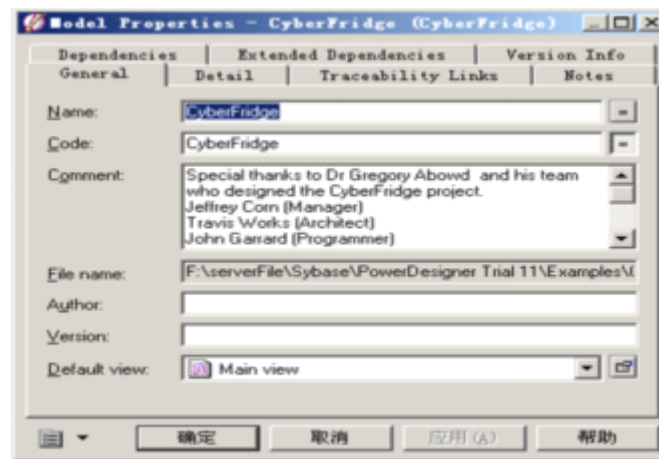 Model Properties - CyberFridge (CyberFridge)
Dependencies Extended Dependencies Version Info
General Detail Traceability Links Notes
Name: CyberFridge =
Code: CyberFridge =
Comment: Special thanks to Dr Gregory Abowd and his team
who designed the CyberFridge project.
Jeffrey Corn (Manager)
Travis Works (Architect)
John Garrard (Programmer)
File name: F:\serverFile\Sybase\PowerDesigner Trial 11\Examples\
Author:
Version:
Default view: Main view
确定 取消 应用(A) 帮助